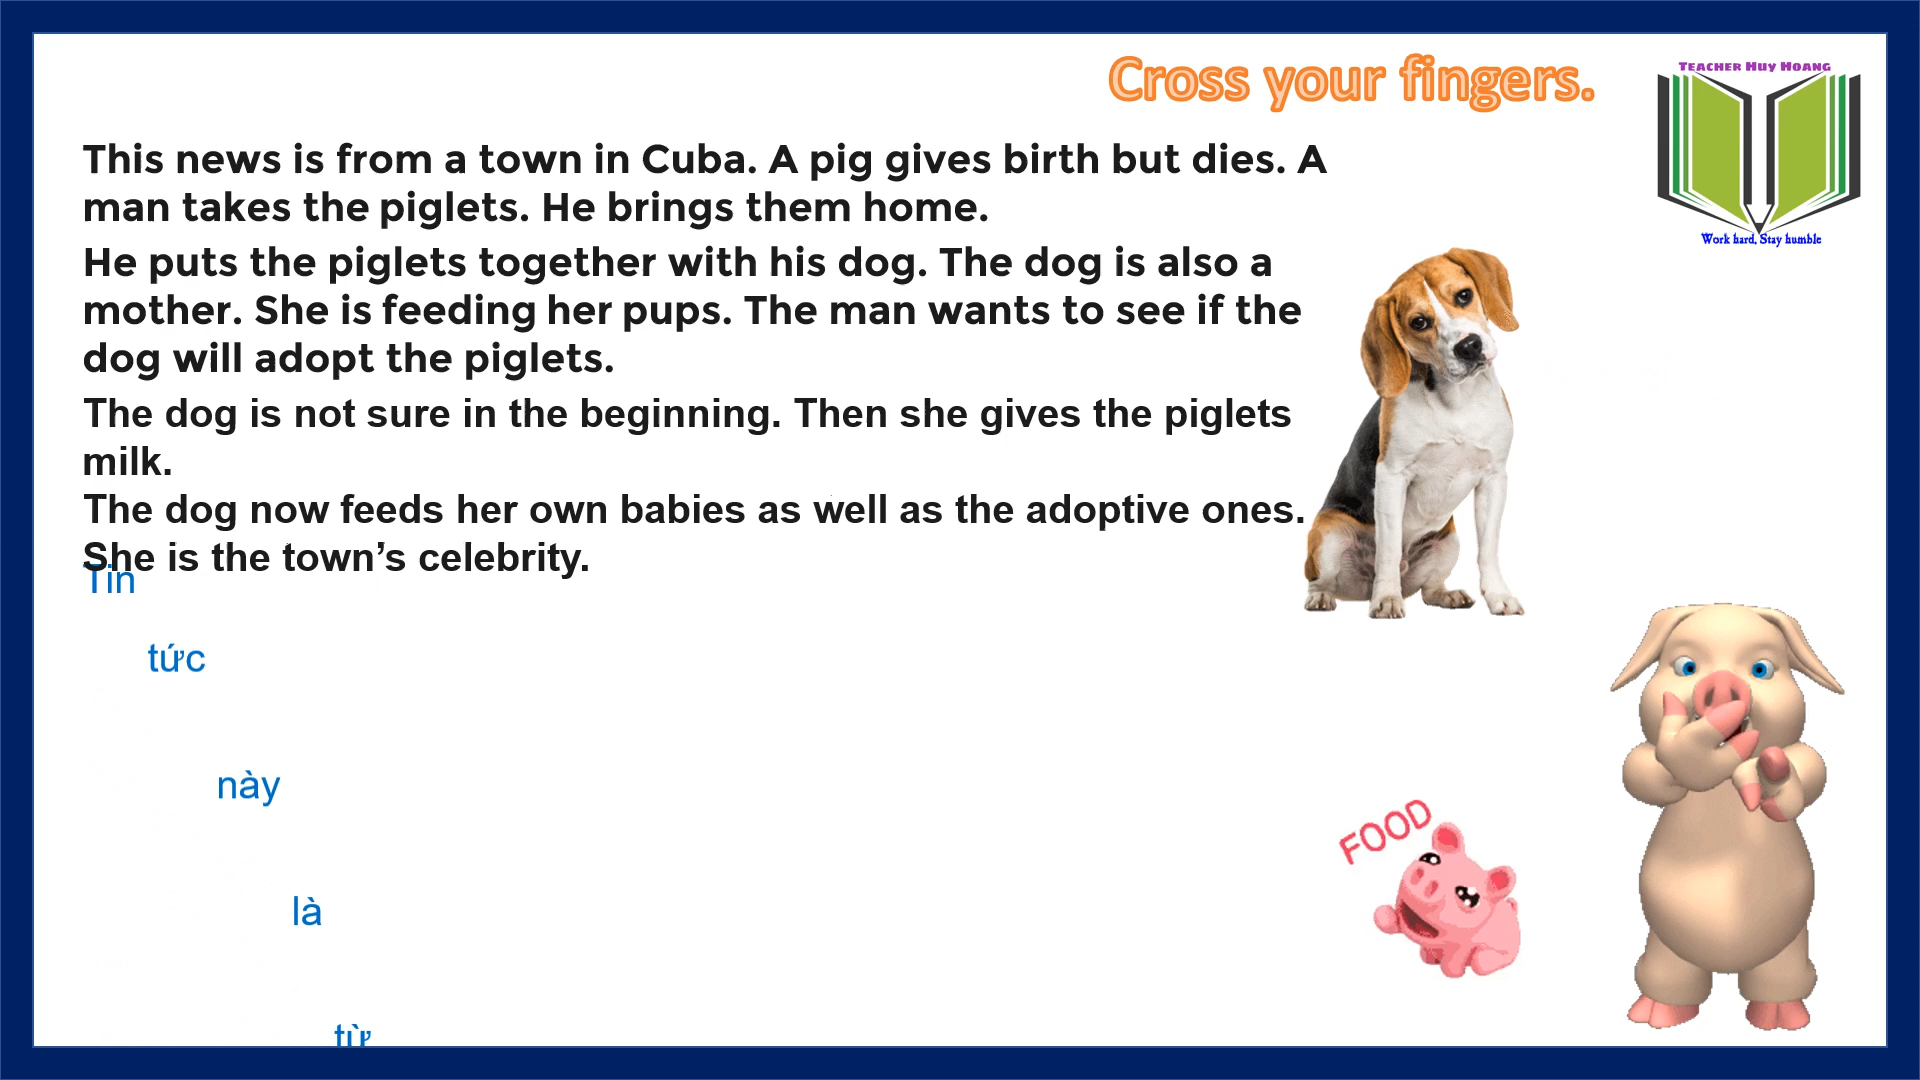 Cross your fingers.
TEACHER HUY HOANG
Work hard, Stay humble
This news is from a town in Cuba. A pig gives birth but dies. A
man takes the piglets. He brings them home.
He puts the piglets together with his dog. The dog is also a
mother. She is feeding her pups. The man wants to see if the
dog will adopt the piglets.
The dog is not sure in the beginning. Then she gives the piglets
milk.
The dog now feeds her own babies as well as the adoptive ones.
She is the town’s celebrity.
Tin
tức
này
là
từ
FOOD